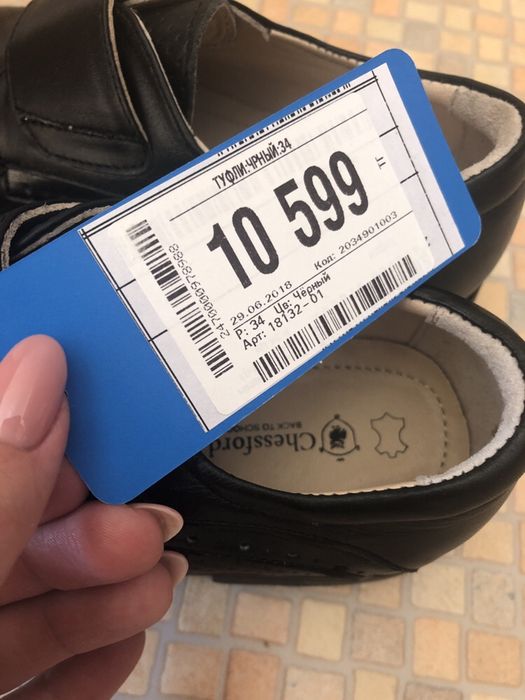 ТУФЛИ:ЧРНЫЙ:34
10 599
ТГ
29.06.2018 Код: 2034901003
Р: 34 Цв: Чёрный
Арт: 18132-01
Chessford
BACK TO SCHO